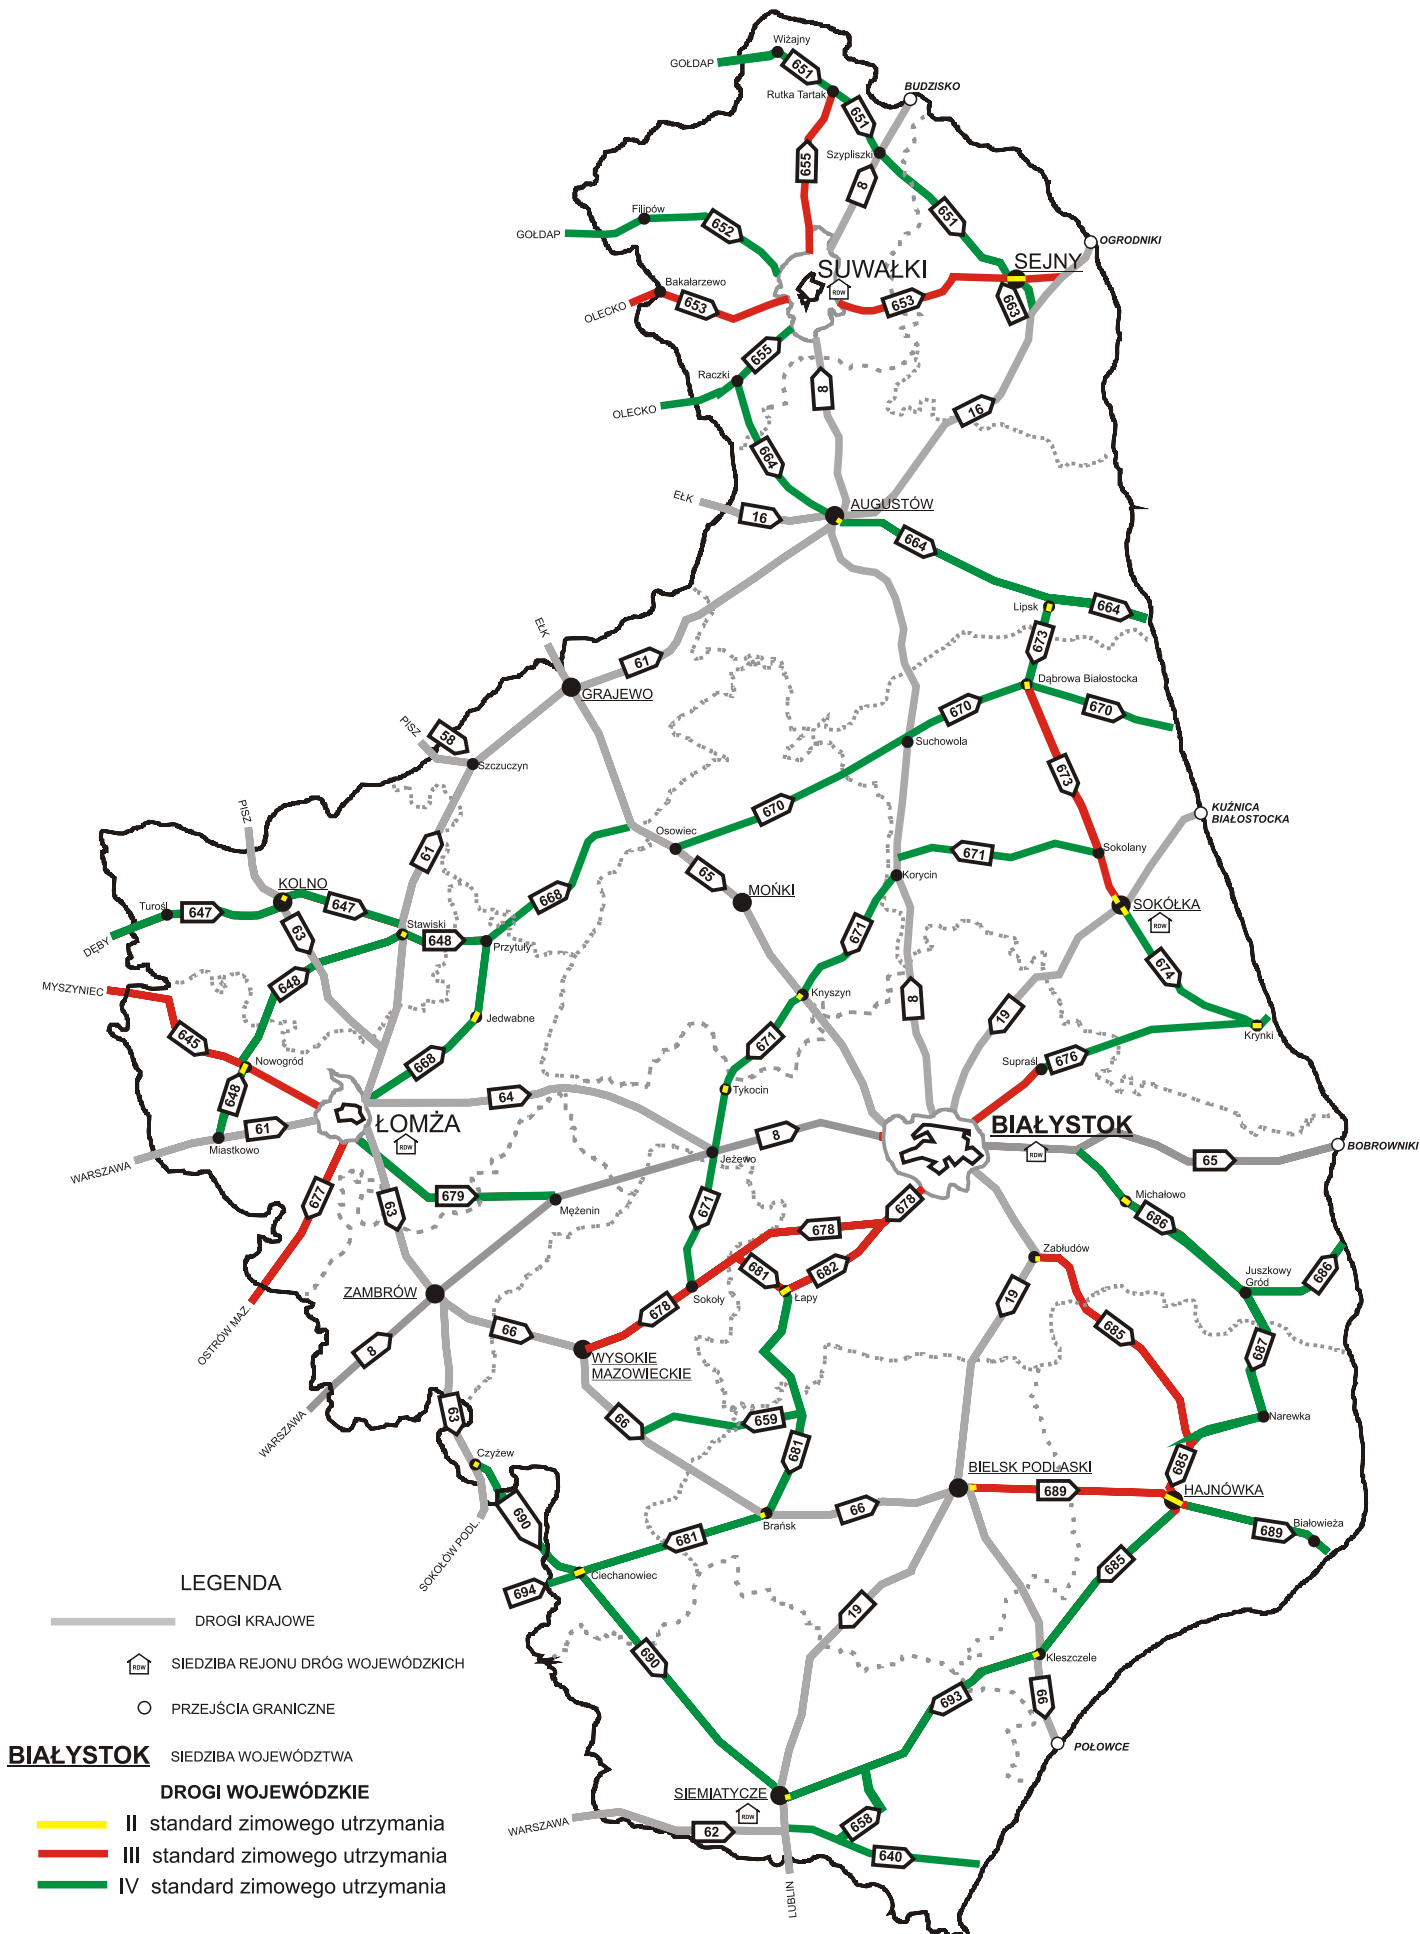 Wiżajny
GOŁDAP
651
BUDZISKO
Rutka Tartak
651
Szypliszki
655
8
Filipów
652
651
GOŁDAP
OGRODNIKI
SUWAŁKI
SEJNY
RDW
Bakałarzewo
653
653
663
OLECKO
655
Raczki
8
OLECKO
16
664
EŁK
AUGUSTÓW
16
664
Lipsk
664
EŁK
673
61
GRAJEWO
Dąbrowa Białostocka
670
670
PISZ
58
Suchowola
Szczuczyn
673
PISZ
670
KUŹNICA
BIAŁOSTOCKA
Osowiec
61
671
Sokolany
65
Korycin
KOLNO
MOŃKI
SOKÓŁKA
RDW
Turośl
647
647
668
DĘBY
63
Stawiski
648
Przytuły
671
674
648
MYSZYNIEC
Knyszyn
8
19
Jedwabne
645
671
Krynki
Nowogród
668
Supraśl
676
648
Tykocin
64
ŁOMŻA
61
RDW
8
BIAŁYSTOK
Miastkowo
Jeżewo
RDW
65
BOBROWNIKI
WARSZAWA
677
679
671
678
Michałowo
63
Mężenin
686
678
Zabłudów
681
682
Juszkowy
Gród
686
ZAMBRÓW
Sokoły
Łapy
19
678
OSTRÓW MAZ.
66
685
8
WYSOKIE
MAZOWIECKIE
687
63
66
659
Narewka
WARSZAWA
681
Czyżew
BIELSK PODLASKI
685
689
HAJNÓWKA
690
66
Białowieża
Brańsk
689
681
SOKOŁÓW PODL.
Ciechanowiec
685
694
LEGENDA
DROGI KRAJOWE
19
RDW
SIEDZIBA REJONU DRÓG WOJEWÓDZKICH
690
Kleszczele
PRZEJŚCIA GRANICZNE
693
66
BIAŁYSTOK
SIEDZIBA WOJEWÓDZTWA
POŁOWCE
DROGI WOJEWÓDZKIE
SIEMIATYCZE
RDW
II standard zimowego utrzymania
WARSZAWA
62
658
III standard zimowego utrzymania
640
IV standard zimowego utrzymania
LUBLIN